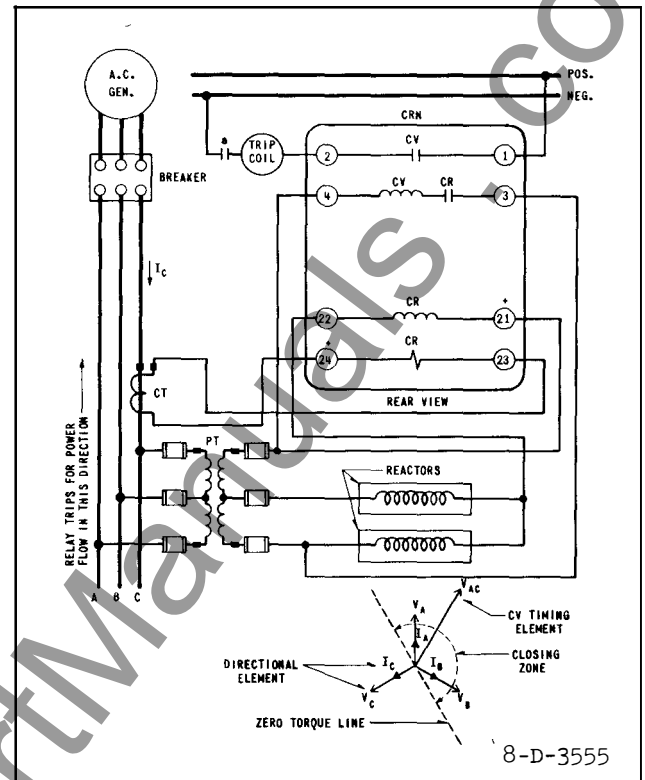 A.C.
GEN.
POS.
NEG.
CRN
a
TRIP
COIL
2
CV
1
BREAKER
4
CV
CR
3
I_C
22
CR
+
21
+
24
CR
23
REAR VIEW
CT
PT
REACTORS
RELAY TRIPS FOR POWER
FLOW IN THIS DIRECTION
A
B
C
V_AC
V_A
CV TIMING
ELEMENT
I_A
DIRECTIONAL
ELEMENT
I_C
I_B
CLOSING
ZONE
V_C
V_B
ZERO TORQUE LINE
8-D-3555
rtManuals.co